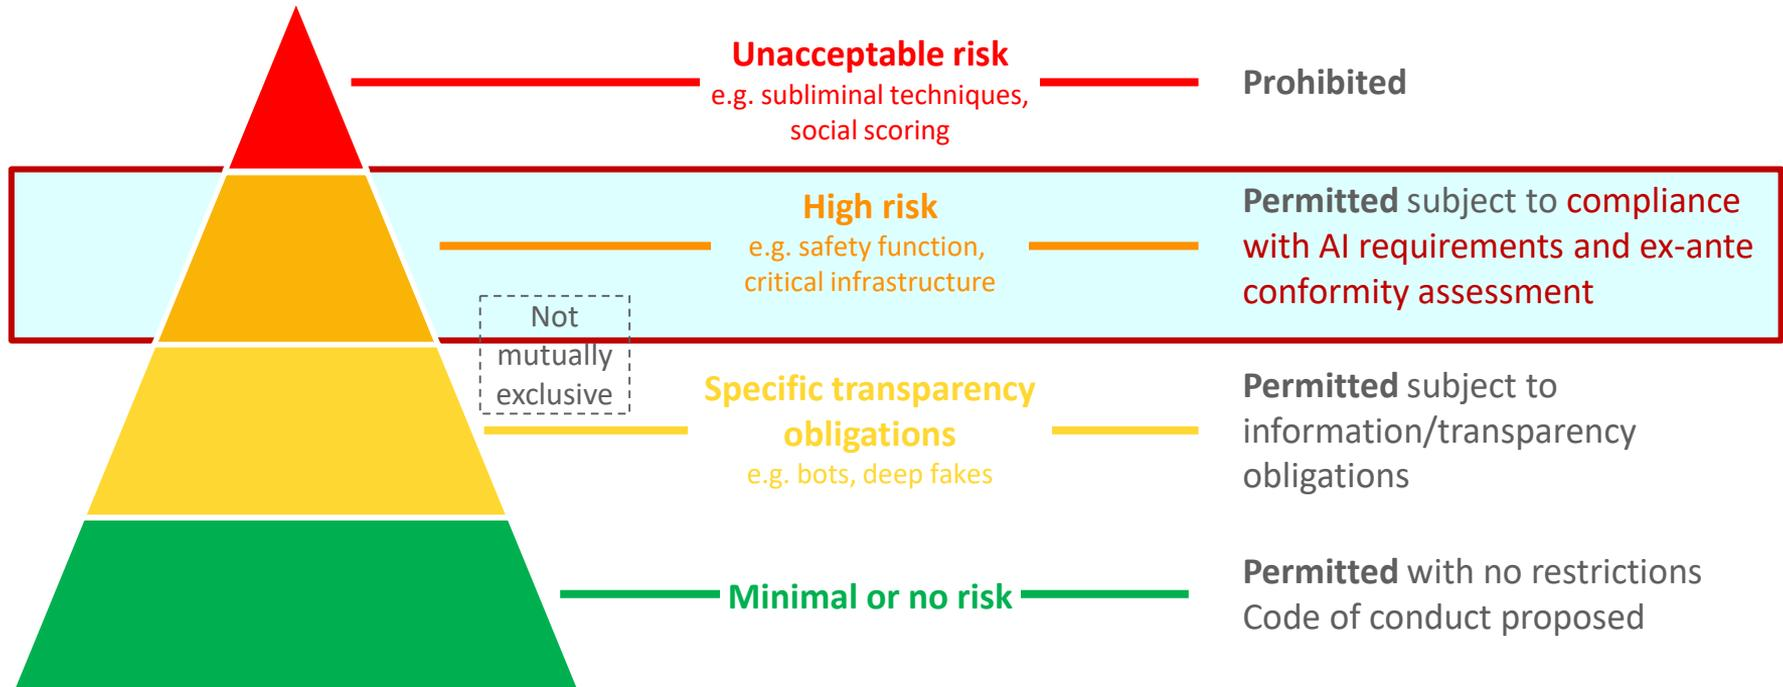 Unacceptable risk
e.g. subliminal techniques,
social scoring
Prohibited
High risk
e.g. safety function,
critical infrastructure
Permitted subject to compliance
with AI requirements and ex-ante
conformity assessment
Not
mutually
exclusive
Specific transparency
obligations
e.g. bots, deep fakes
Permitted subject to
information/transparency
obligations
Minimal or no risk
Permitted with no restrictions
Code of conduct proposed